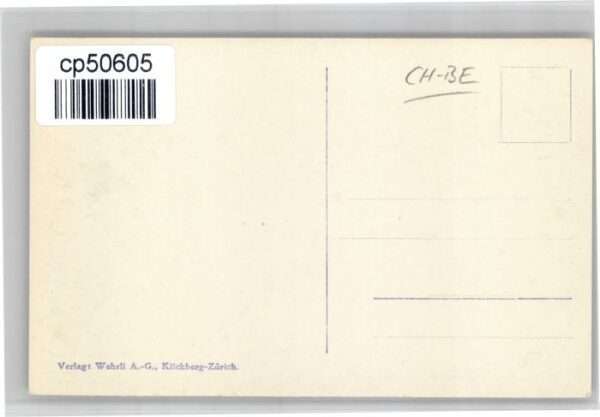 cp50605
CH-BE
Verlag: Wehrli A.-G., Kilchberg-Zürich.